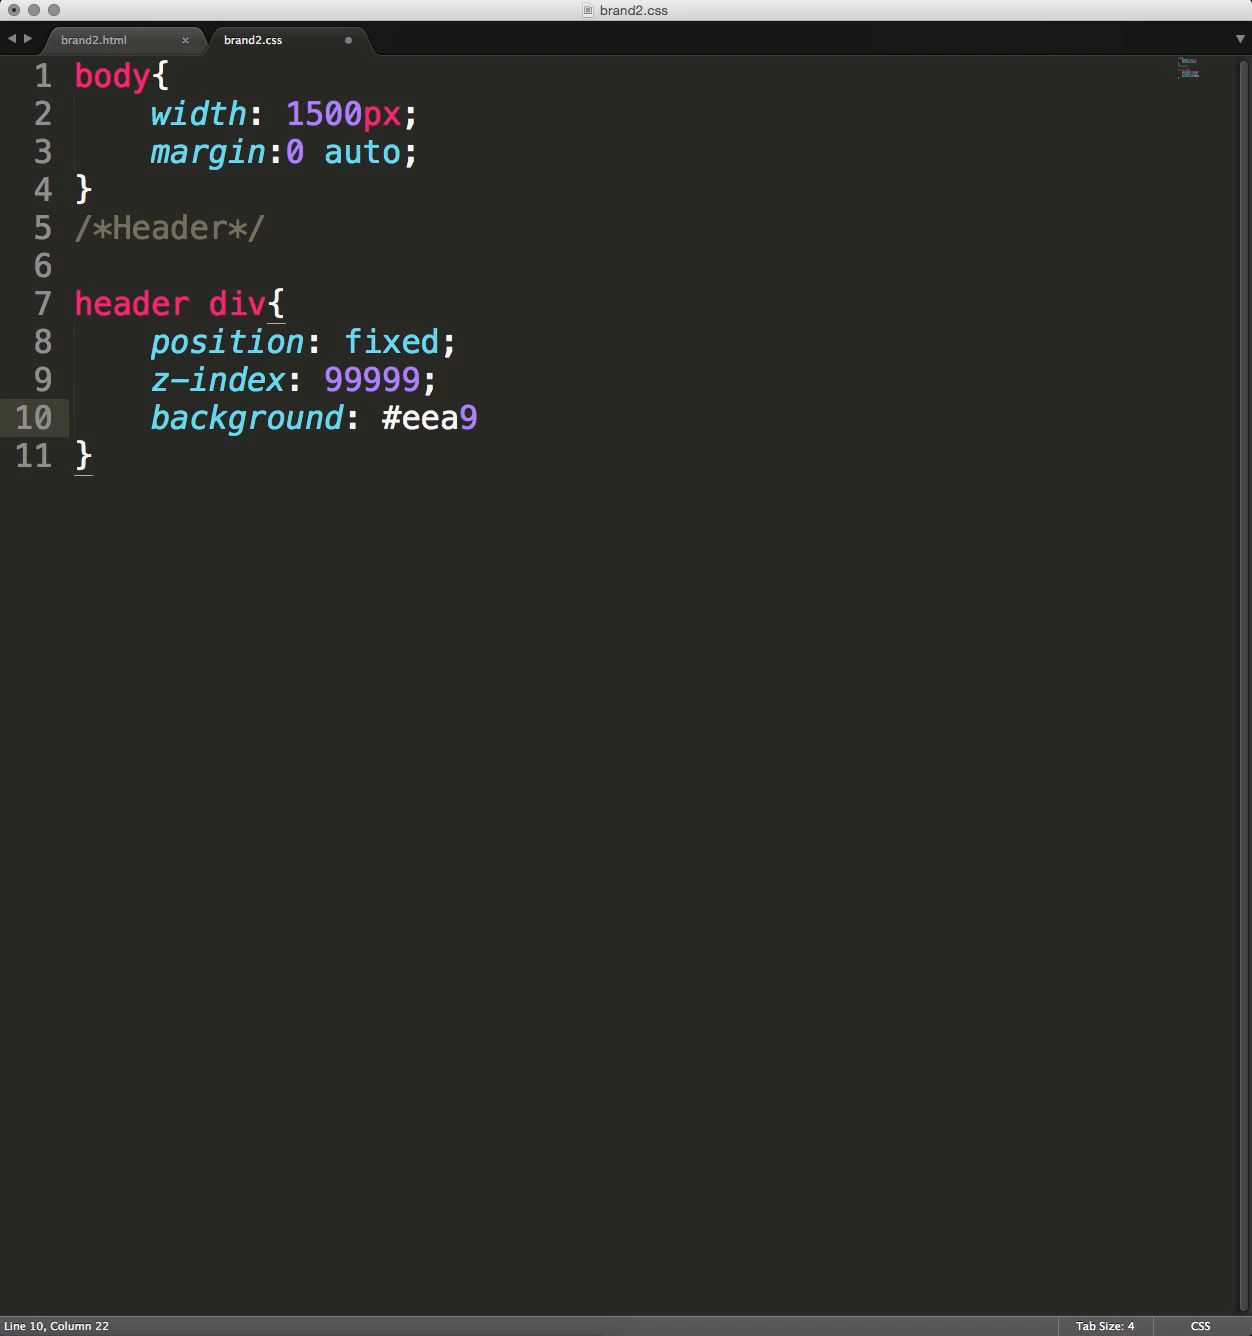 brand2.css
brand2.html
brand2.css
1 body{
2 width: 1500px;
3 margin:0 auto;
4 }
5 /*Header*/
6
7 header div{
8 position: fixed;
9 z-index: 99999;
10 background: #eea9
11 }
Line 10, Column 22
Tab Size: 4
CSS